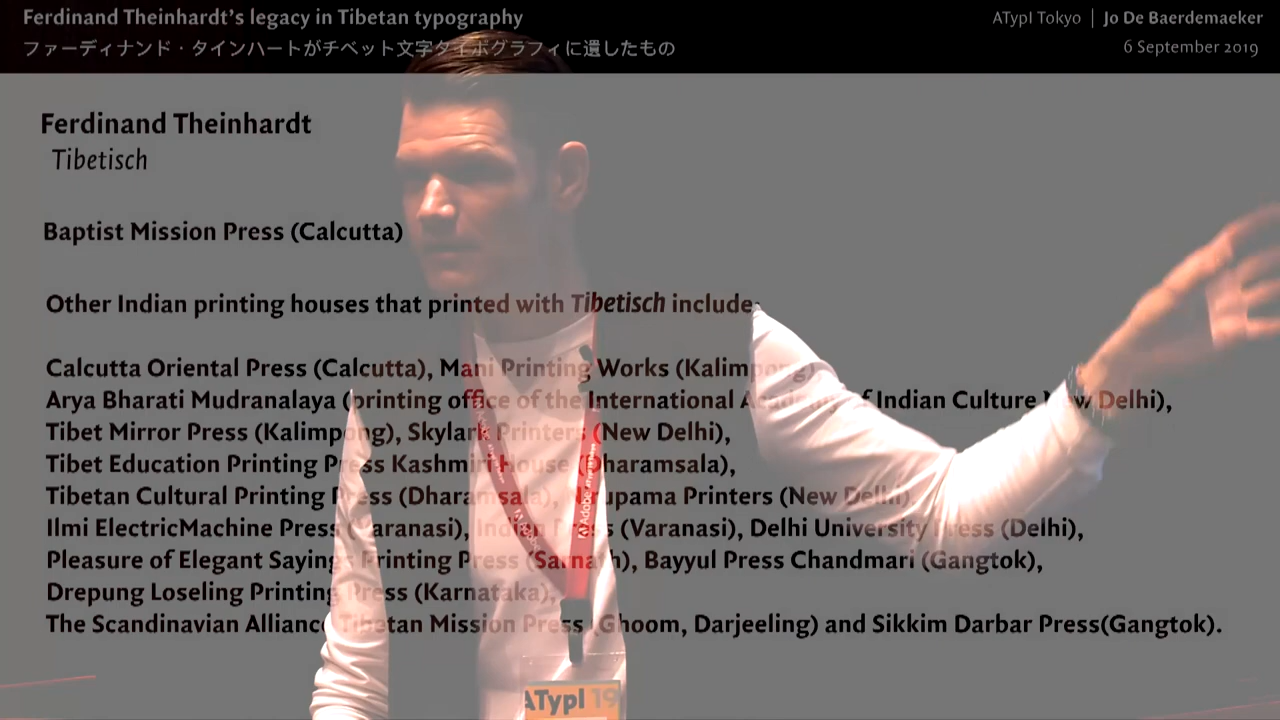 Ferdinand Theinhardt's legacy in Tibetan typography
ATypI Tokyo | Jo De Baerdemaeker
ファーディナンド・タインハートがチベット文字タイポグラフィに遺したもの
6 September 2019
Ferdinand Theinhardt
Tibetisch
Baptist Mission Press (Calcutta)
Other Indian printing houses that printed with Tibetisch include:
Calcutta Oriental Press (Calcutta), Mani Printing Works (Kalimpong)
Arya Bharati Mudranalaya (printing office of the International Academy of Indian Culture New Delhi),
Tibet Mirror Press (Kalimpong), Skylark Printers (New Delhi),
Tibet Education Printing Press Kashmiri House (Dharamsala),
Tibetan Cultural Printing Press (Dharamsala), Printers (New Delhi),
Ilmi ElectricMachine Press (Varanasi), Indian Press (Varanasi), Delhi University Press (Delhi),
Pleasure of Elegant Sayings Printing Press (Sarnath), Bayyul Press Chandmari (Gangtok),
Drepung Loseling Printing Press (Karnataka),
The Scandinavian Alliance Tibetan Mission Press (Ghoom, Darjeeling) and Sikkim Darbar Press(Gangtok).
Adobe
ATypI 19